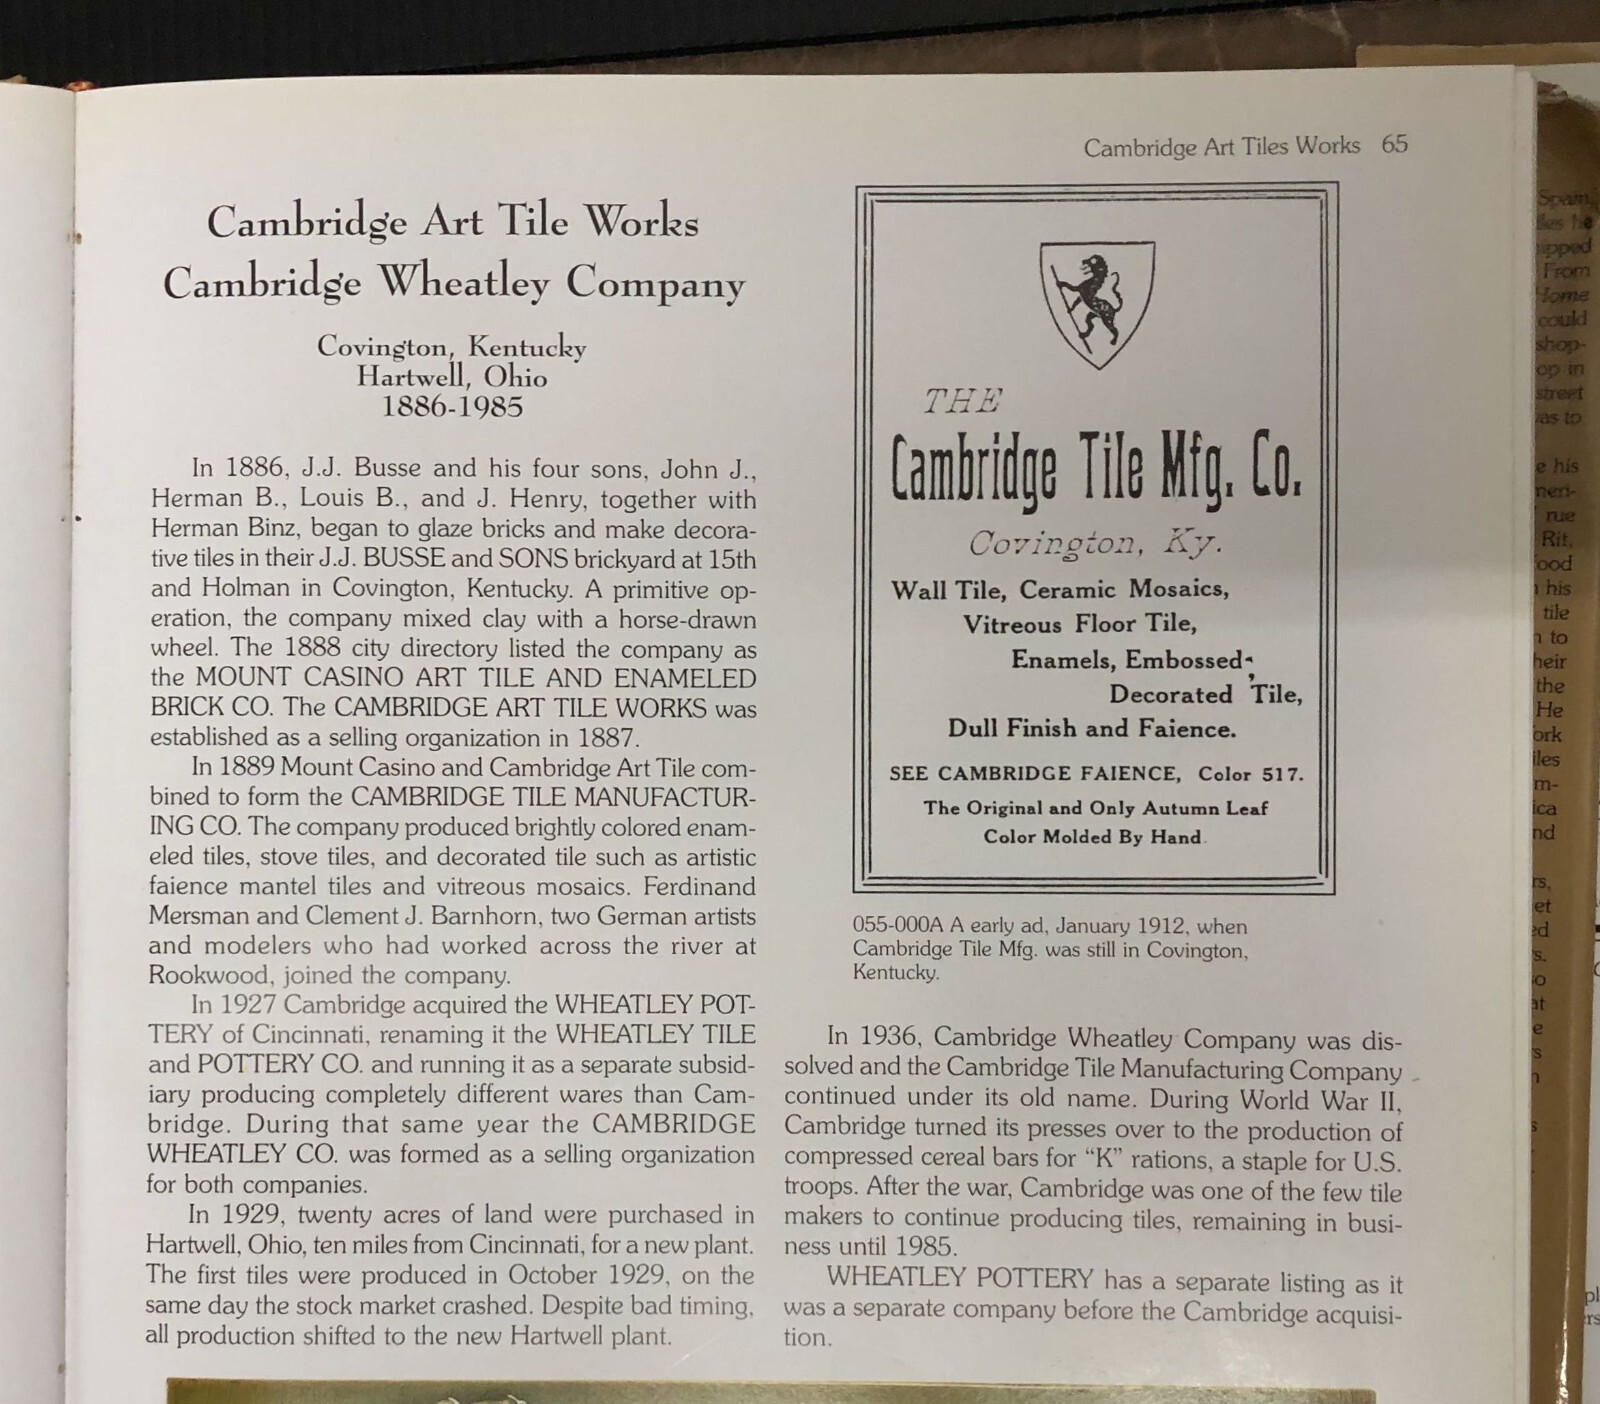 Cambridge Art Tiles Works 65
Cambridge Art Tile Works
Cambridge Wheatley Company
Covington, Kentucky
Hartwell, Ohio
1886-1985
In 1886, J.J. Busse and his four sons, John J.,
Herman B., Louis B., and J. Henry, together with
Herman Binz, began to glaze bricks and make decora-
tive tiles in their J.J. BUSSE and SONS brickyard at 15th
and Holman in Covington, Kentucky. A primitive op-
eration, the company mixed clay with a horse-drawn
wheel. The 1888 city directory listed the company as
the MOUNT CASINO ART TILE AND ENAMELED
BRICK CO. The CAMBRIDGE ART TILE WORKS was
established as a selling organization in 1887.
In 1889 Mount Casino and Cambridge Art Tile com-
bined to form the CAMBRIDGE TILE MANUFACTUR-
ING CO. The company produced brightly colored enam-
eled tiles, stove tiles, and decorated tile such as artistic
faience mantel tiles and vitreous mosaics. Ferdinand
Mersman and Clement J. Barnhorn, two German artists
and modelers who had worked across the river at
Rookwood, joined the company.
In 1927 Cambridge acquired the WHEATLEY POT-
TERY of Cincinnati, renaming it the WHEATLEY TILE
and POTTERY CO. and running it as a separate subsid-
iary producing completely different wares than Cam-
bridge. During that same year the CAMBRIDGE
WHEATLEY CO. was formed as a selling organization
for both companies.
In 1929, twenty acres of land were purchased in
Hartwell, Ohio, ten miles from Cincinnati, for a new plant.
The first tiles were produced in October 1929, on the
same day the stock market crashed. Despite bad timing,
all production shifted to the new Hartwell plant.
THE
Cambridge Tile Mfg. Co.
Covington, Ky.
Wall Tile, Ceramic Mosaics,
Vitreous Floor Tile,
Enamels, Embossed,
Decorated Tile,
Dull Finish and Faience.
SEE CAMBRIDGE FAIENCE, Color 517.
The Original and Only Autumn Leaf
Color Molded By Hand.
055-000A A early ad, January 1912, when
Cambridge Tile Mfg. was still in Covington,
Kentucky.
In 1936, Cambridge Wheatley Company was dis-
solved and the Cambridge Tile Manufacturing Company
continued under its old name. During World War II,
Cambridge turned its presses over to the production of
compressed cereal bars for "K" rations, a staple for U.S.
troops. After the war, Cambridge was one of the few tile
makers to continue producing tiles, remaining in busi-
ness until 1985.
WHEATLEY POTTERY has a separate listing as it
was a separate company before the Cambridge acquisi-
tion.